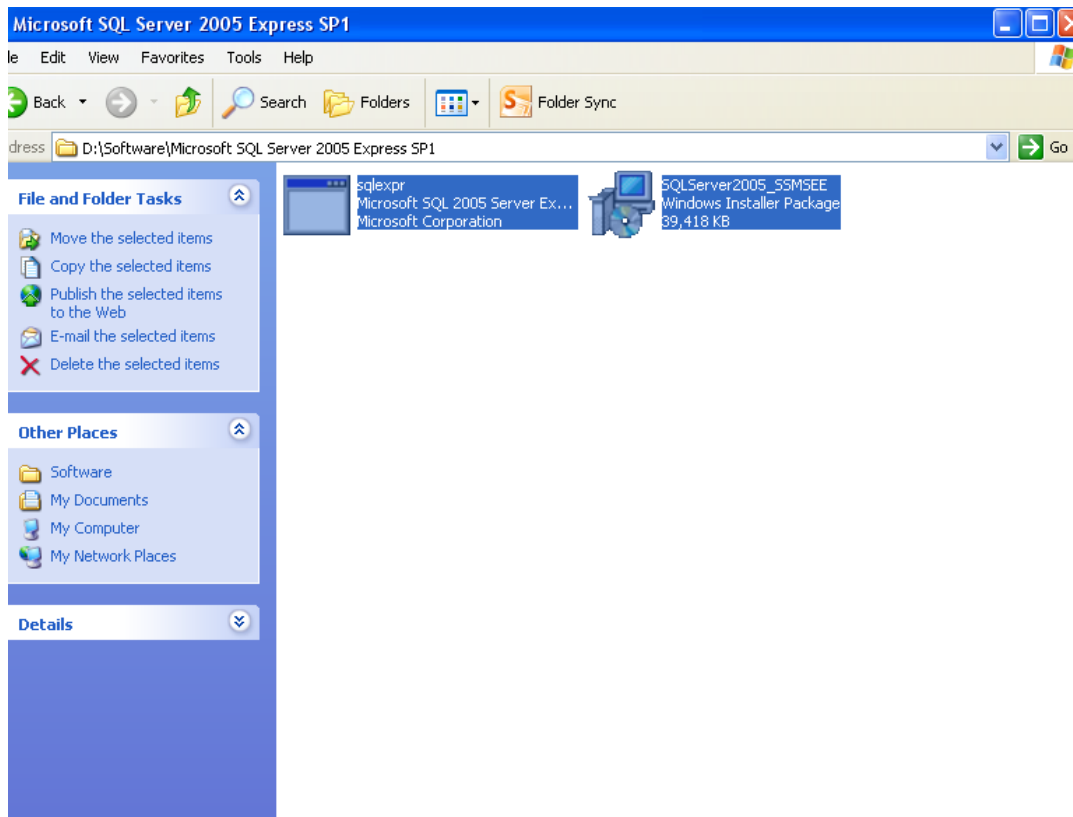 Microsoft SQL Server 2005 Express SP1
le Edit View Favorites Tools Help
Back Search Folders Folder Sync
dress D:\Software\Microsoft SQL Server 2005 Express SP1 Go
File and Folder Tasks
Move the selected items
Copy the selected items
Publish the selected items
to the Web
E-mail the selected items
Delete the selected items
Other Places
Software
My Documents
My Computer
My Network Places
Details
sqlexpr
Microsoft SQL 2005 Server Ex...
Microsoft Corporation
SQLServer2005_SSMSEE
Windows Installer Package
39,418 KB